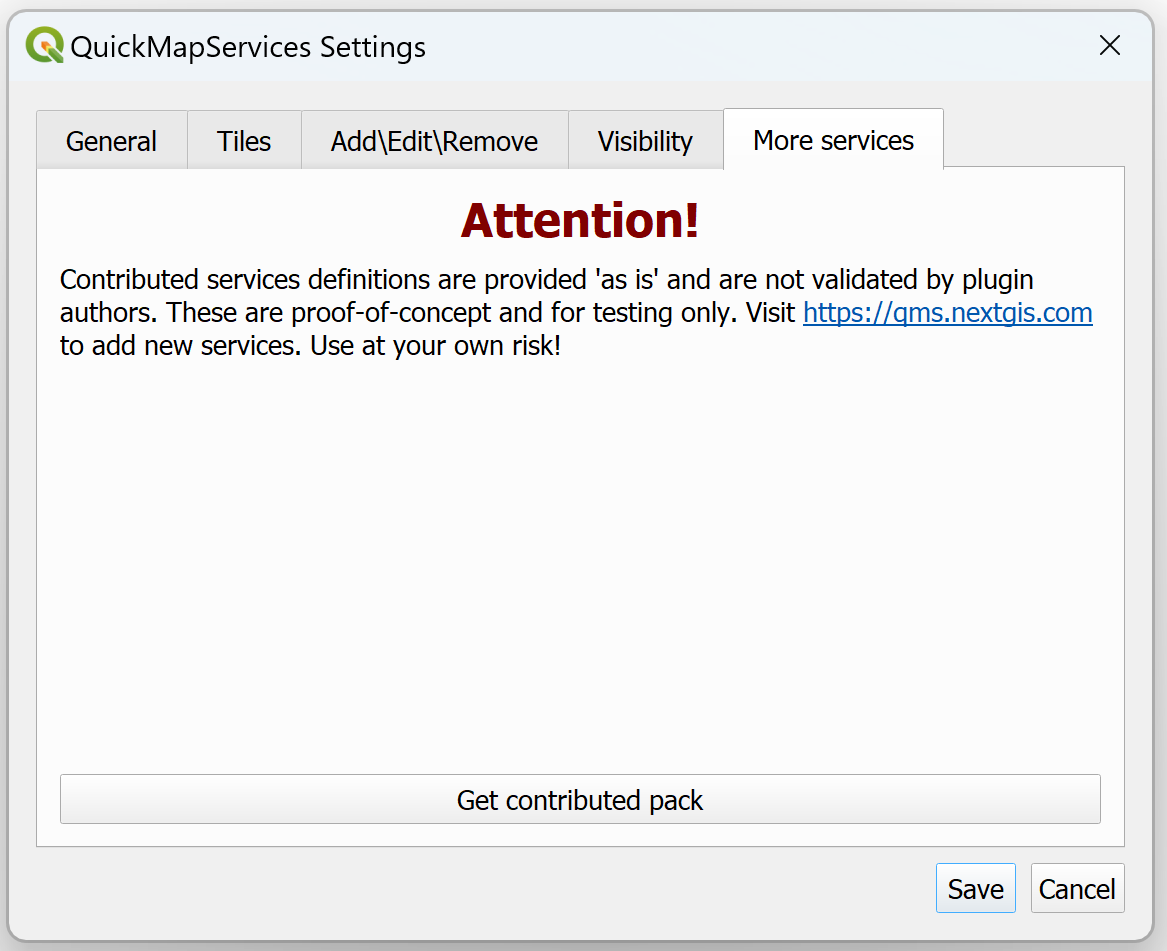 QuickMapServices Settings
General Tiles Add\Edit\Remove Visibility More services
Attention!
Contributed services definitions are provided 'as is' and are not validated by plugin
authors. These are proof-of-concept and for testing only. Visit https://qms.nextgis.com
to add new services. Use at your own risk!
Get contributed pack
Save Cancel